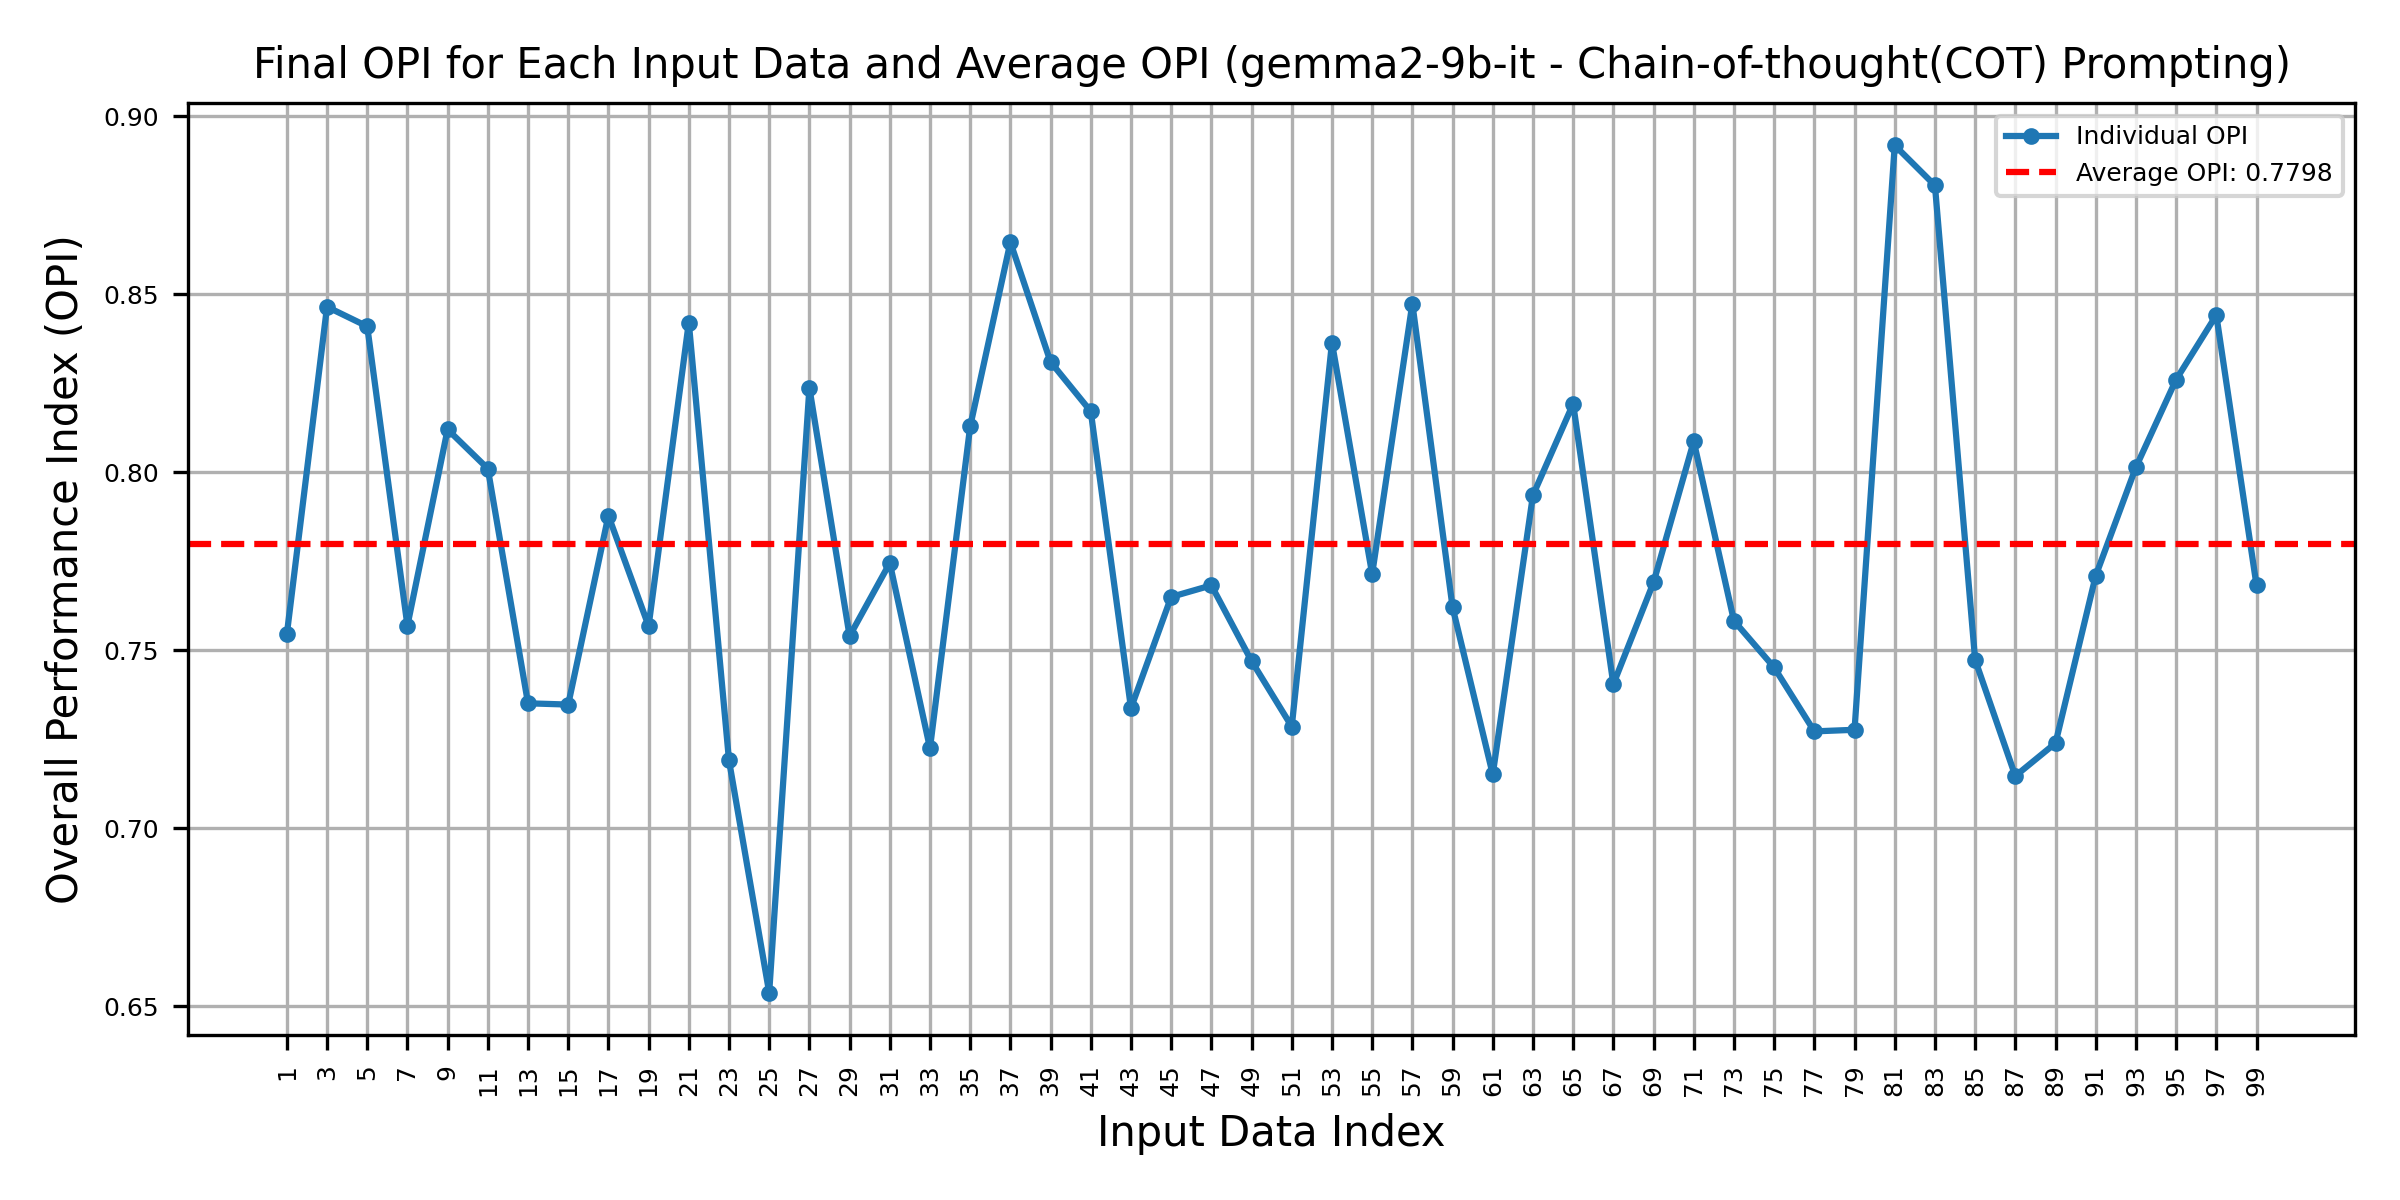 Final OPI for Each Input Data and Average OPI (gemma2-9b-it - Chain-of-thought(COT) Prompting)
Individual OPI
Average OPI: 0.7798
Overall Performance Index (OPI)
0.90
0.85
0.80
0.75
0.70
0.65
1 3 5 7 9 11 13 15 17 19 21 23 25 27 29 31 33 35 37 39 41 43 45 47 49 51 53 55 57 59 61 63 65 67 69 71 73 75 77 79 81 83 85 87 89 91 93 95 97 99
Input Data Index